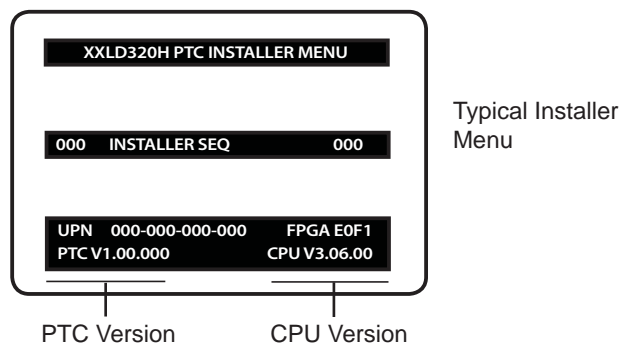 XXLD320H PTC INSTALLER MENU
Typical Installer
Menu
000 INSTALLER SEQ 000
UPN 000-000-000-000 FPGA E0F1
PTC V1.00.000 CPU V3.06.00
PTC Version CPU Version